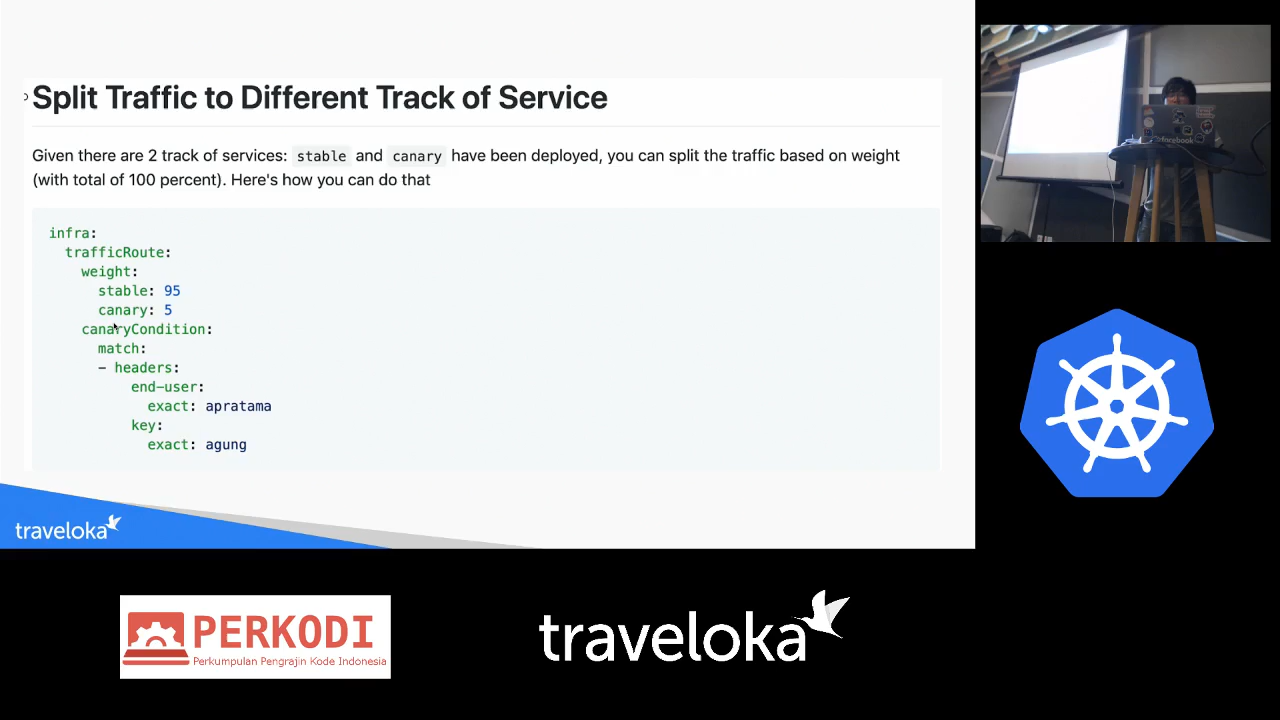 Split Traffic to Different Track of Service
Given there are 2 track of services: stable and canary have been deployed, you can split the traffic based on weight
(with total of 100 percent). Here's how you can do that
infra:
  trafficRoute:
    weight:
      stable: 95
      canary: 5
    canaryCondition:
      match:
      - headers:
          end-user:
            exact: apratama
          key:
            exact: agung
traveloka
facebook
PERKODI
Perkumpulan Pengrajin Kode Indonesia
traveloka